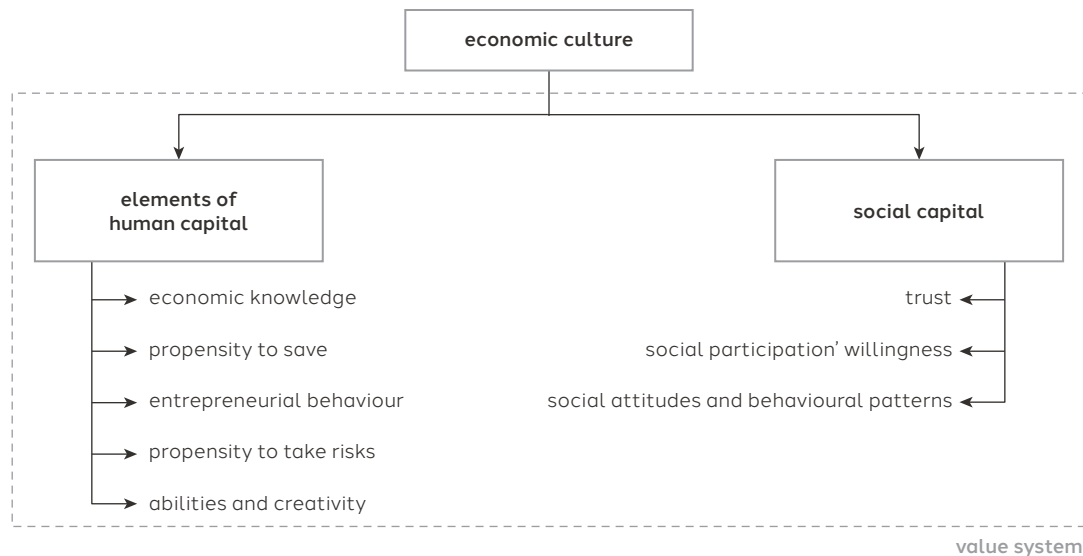 economic culture
elements of
human capital
social capital
economic knowledge
propensity to save
entrepreneurial behaviour
propensity to take risks
abilities and creativity
trust
social participation’ willingness
social attitudes and behavioural patterns
value system